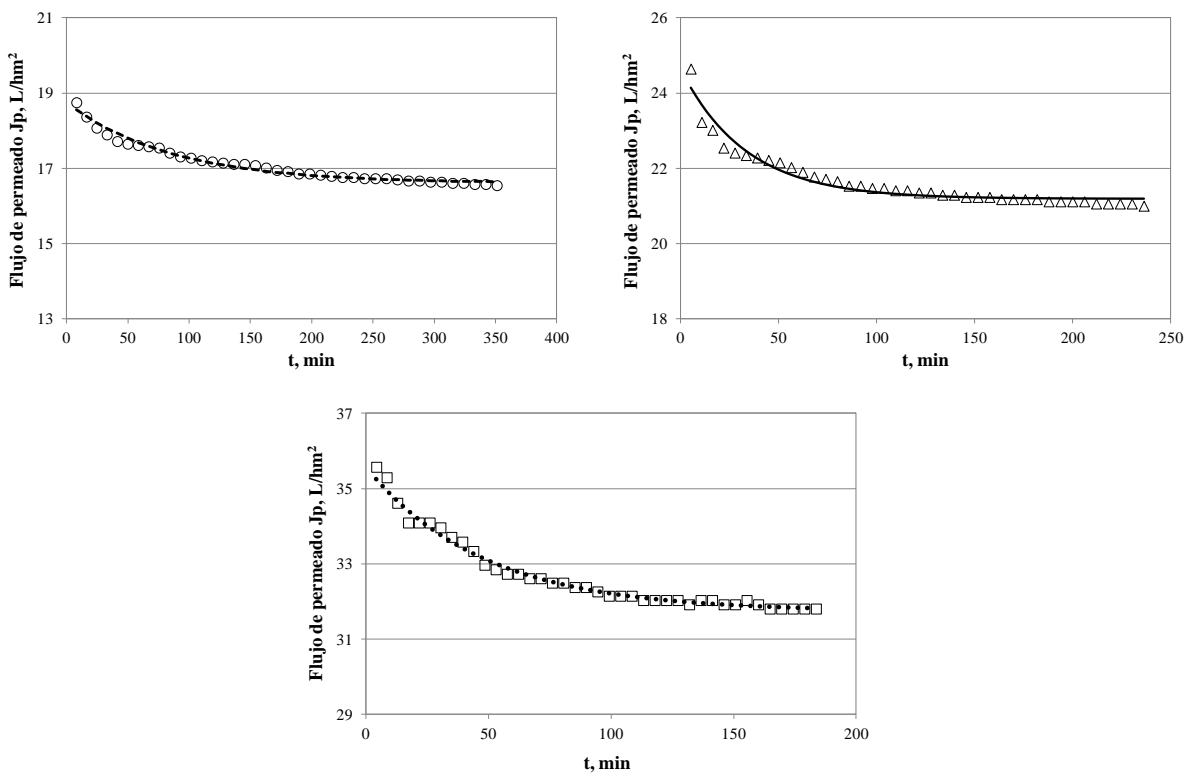 Flujo de permeado Jp, L/hm²
21
19
17
15
13
0 50 100 150 200 250 300 350 400
t, min
Flujo de permeado Jp, L/hm²
26
24
22
20
18
0 50 100 150 200 250
t, min
Flujo de permeado Jp, L/hm²
37
35
33
31
29
0 50 100 150 200
t, min